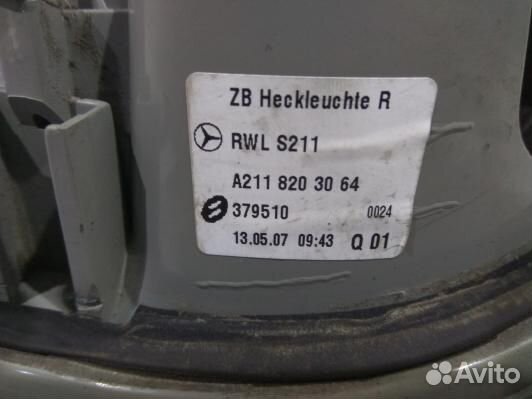 ZB Heckleuchte R
RWL S211
A211 820 30 64
379510 0024
13.05.07 09:43 Q 01
Avito